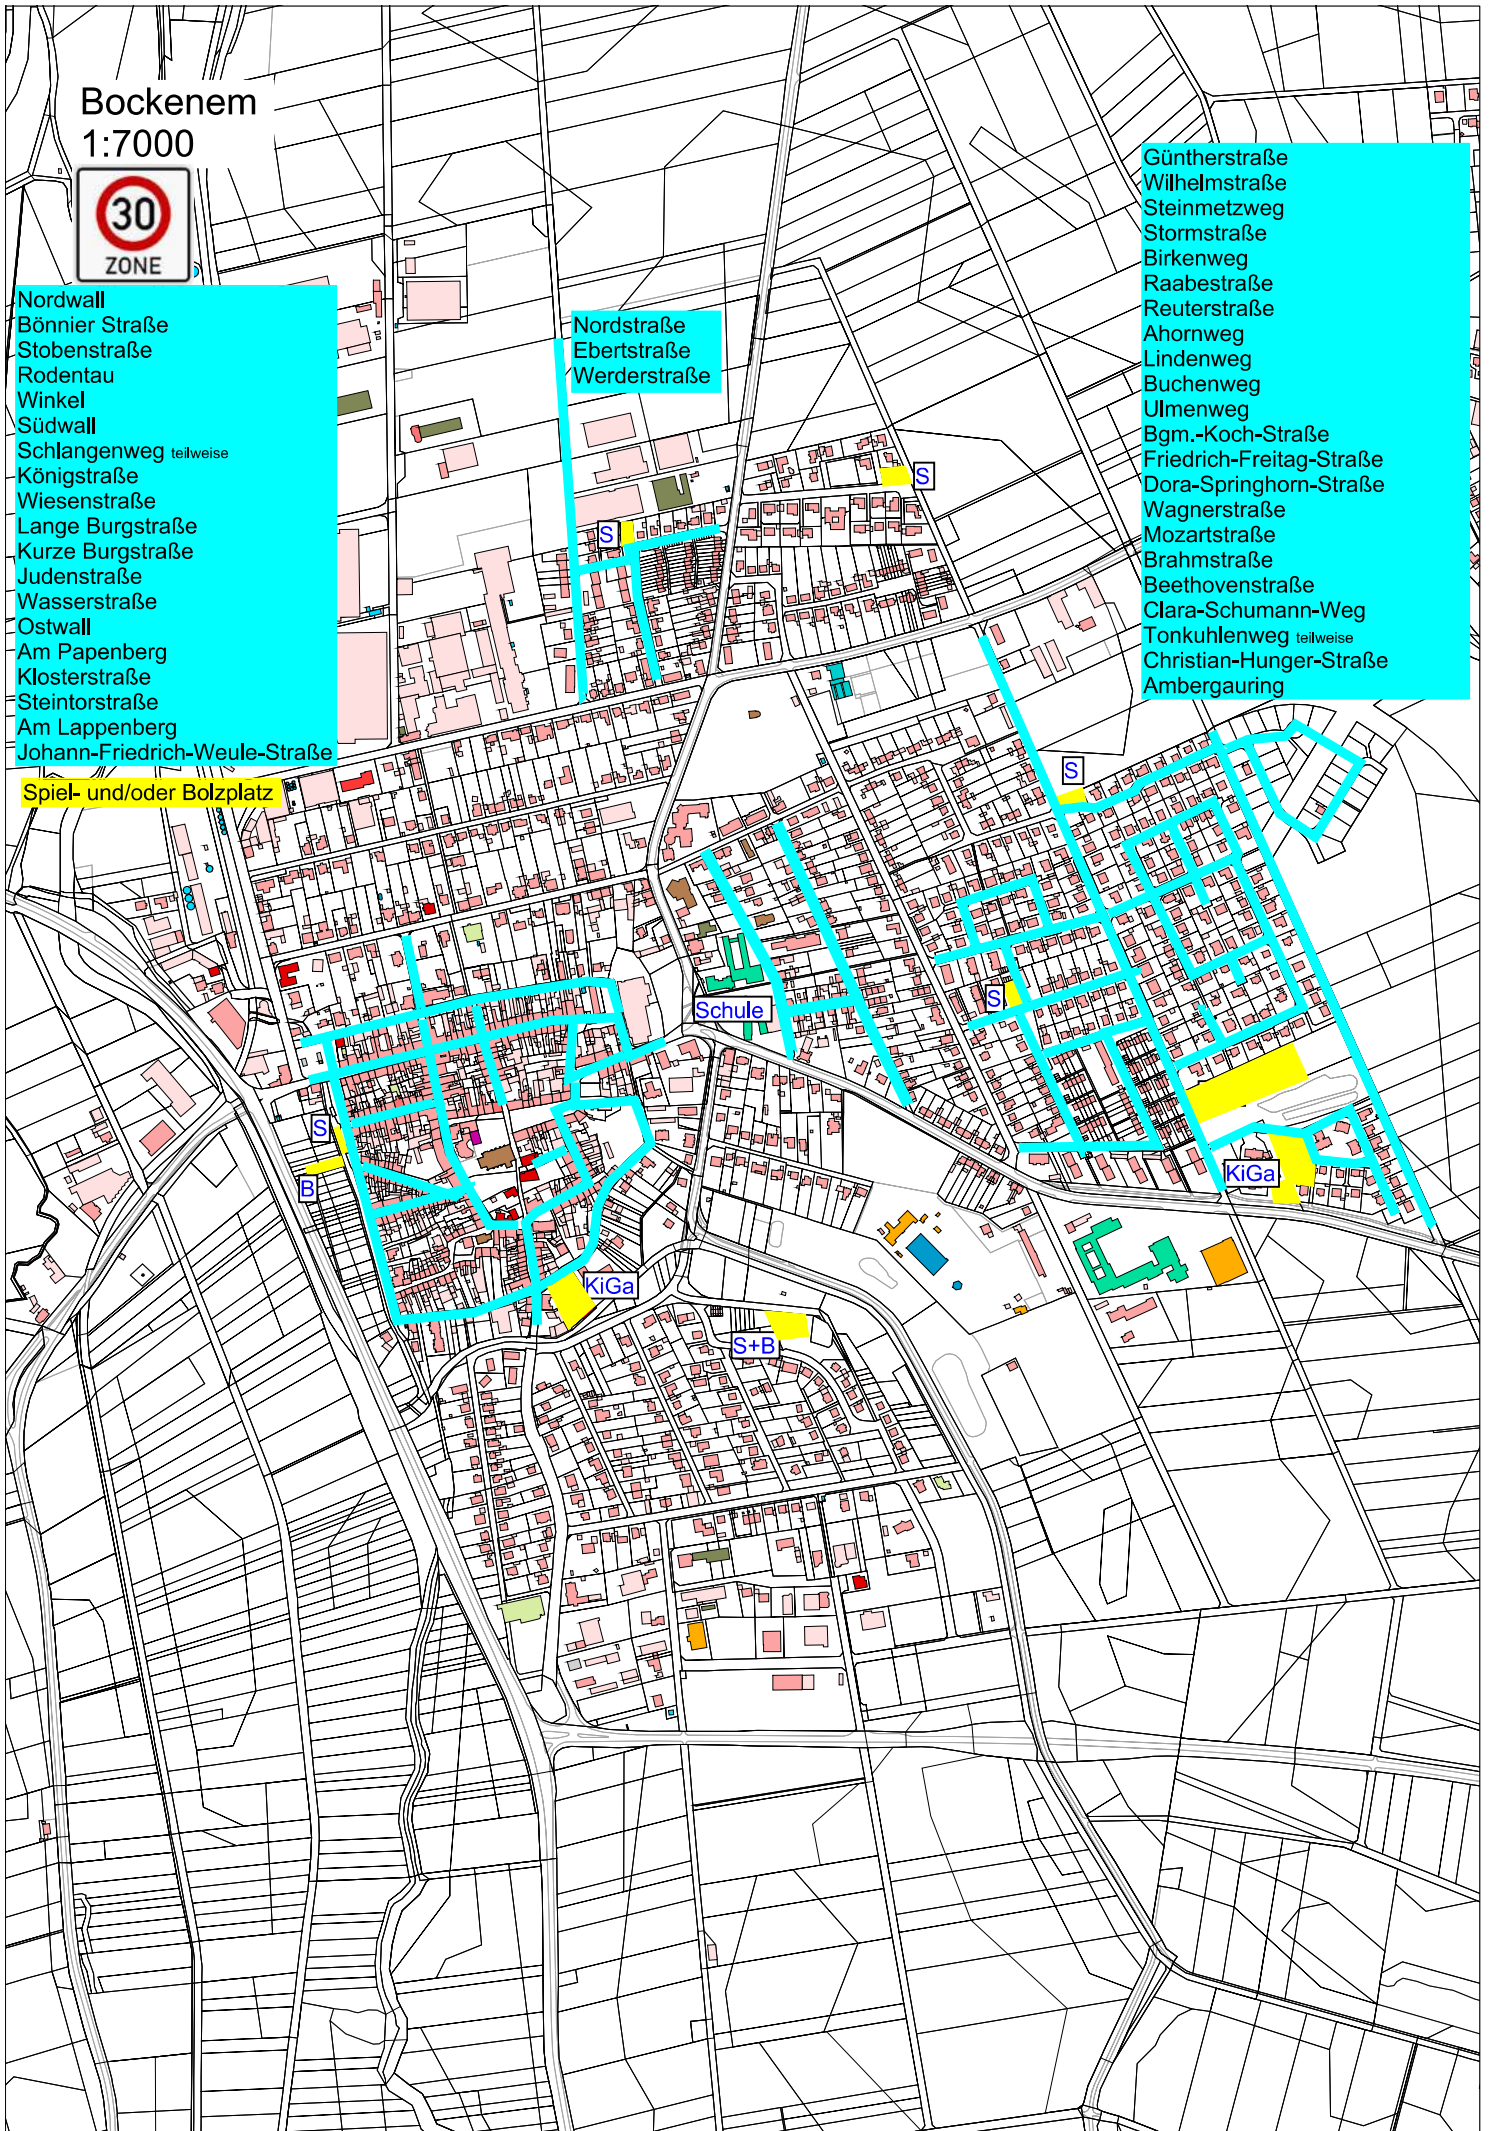 Bockenem
1:7000
30
ZONE
Nordwall
Bönnier Straße
Stobenstraße
Rodentau
Winkel
Südwall
Schlangenweg teilweise
Königstraße
Wiesenstraße
Lange Burgstraße
Kurze Burgstraße
Judenstraße
Wasserstraße
Ostwall
Am Papenberg
Klosterstraße
Steintorstraße
Am Lappenberg
Johann-Friedrich-Weule-Straße
Spiel- und/oder Bolzplatz
Nordstraße
Ebertstraße
Werderstraße
Güntherstraße
Wilhelmstraße
Steinmetzweg
Stormstraße
Birkenweg
Raabestraße
Reuterstraße
Ahornweg
Lindenweg
Buchenweg
Ulmenweg
Bgm.-Koch-Straße
Friedrich-Freitag-Straße
Dora-Springhorn-Straße
Wagnerstraße
Mozartstraße
Brahmstraße
Beethovenstraße
Clara-Schumann-Weg
Tonkuhlenweg teilweise
Christian-Hunger-Straße
Ambergauring
S
S
S
S
Schule
S
B
KiGa
KiGa
S+B